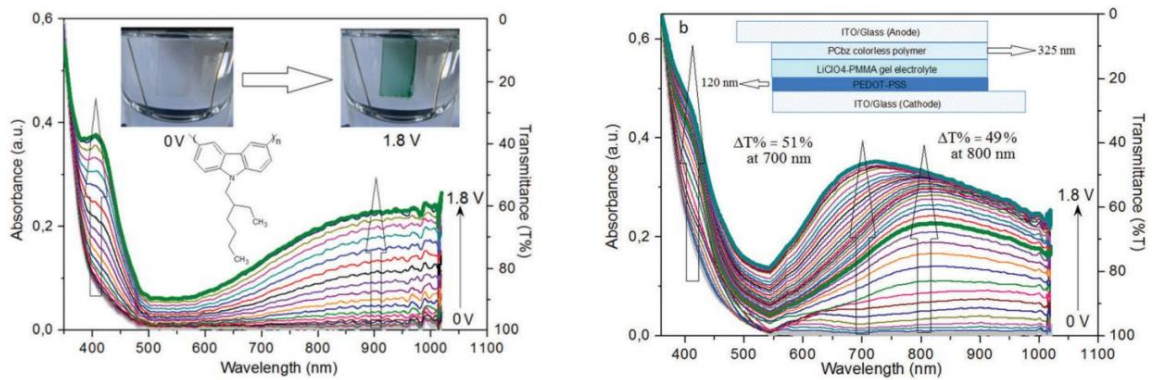 0,6
0,4
0,2
0,0
Absorbance (a.u.)
0 V
1.8 V
n
N
CH₃
CH₃
1.8 V
0 V
0
20
40
60
80
100
Transmittance (T%)
400 500 600 700 800 900 1000 1100
Wavelength (nm)
b
0,6
0,4
0,2
0,0
Absorbance (a.u.)
ITO/Glass (Anode)
PCbz colorless polymer
325 nm
LiClO4-PMMA gel electrolyte
120 nm
PEDOT-PSS
ITO/Glass (Cathode)
ΔT% = 51%
at 700 nm
ΔT% = 49%
at 800 nm
1.8 V
0 V
0
20
40
60
80
100
Transmittance (%T)
400 500 600 700 800 900 1000 1100
Wavelength (nm)